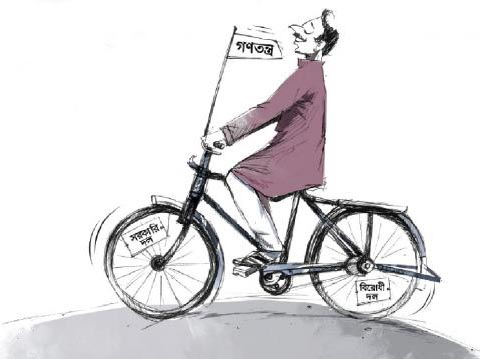 গণতন্ত্র
সরকারি
দল
বিরোধী
দল